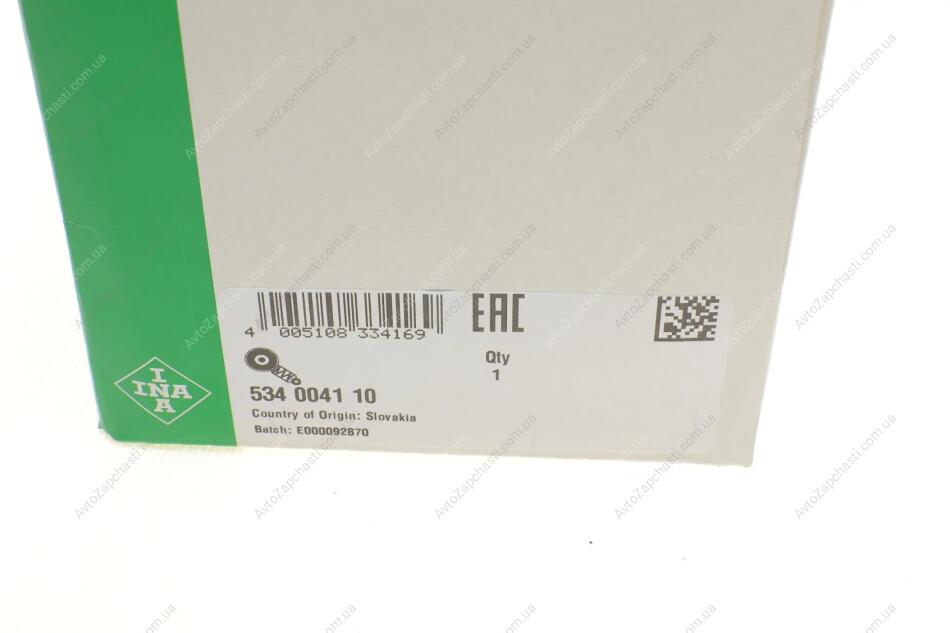 4 005108 334169
EAC
Qty
1
534 0041 10
Country of Origin: Slovakia
Batch: E000092870
INA
INA
AvtoZapchasti.com.ua